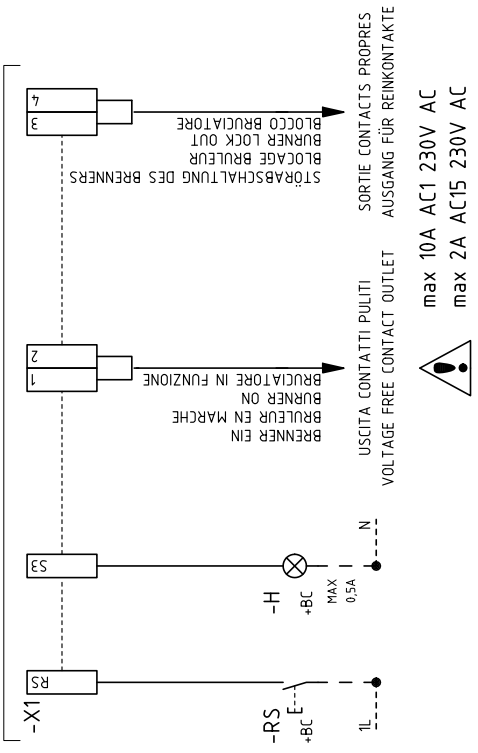 -X1
RS
S3
1
2
3
4
-RS
+BC
1L
-H
+BC
MAX
0,5A
N
BRUCIATORE IN FUNZIONE
BURNER ON
BRULEUR EN MARCHE
BRENNER EIN
BLOCCO BRUCIATORE
BURNER LOCK OUT
BLOCAGE BRULEUR
STÖRABSCHALTUNG DES BRENNERS
USCITA CONTATTI PULITI
VOLTAGE FREE CONTACT OUTLET
SORTIE CONTACTS PROPRES
AUSGANG FÜR REINKONTAKTE
max 10A AC1 230V AC
max 2A AC15 230V AC